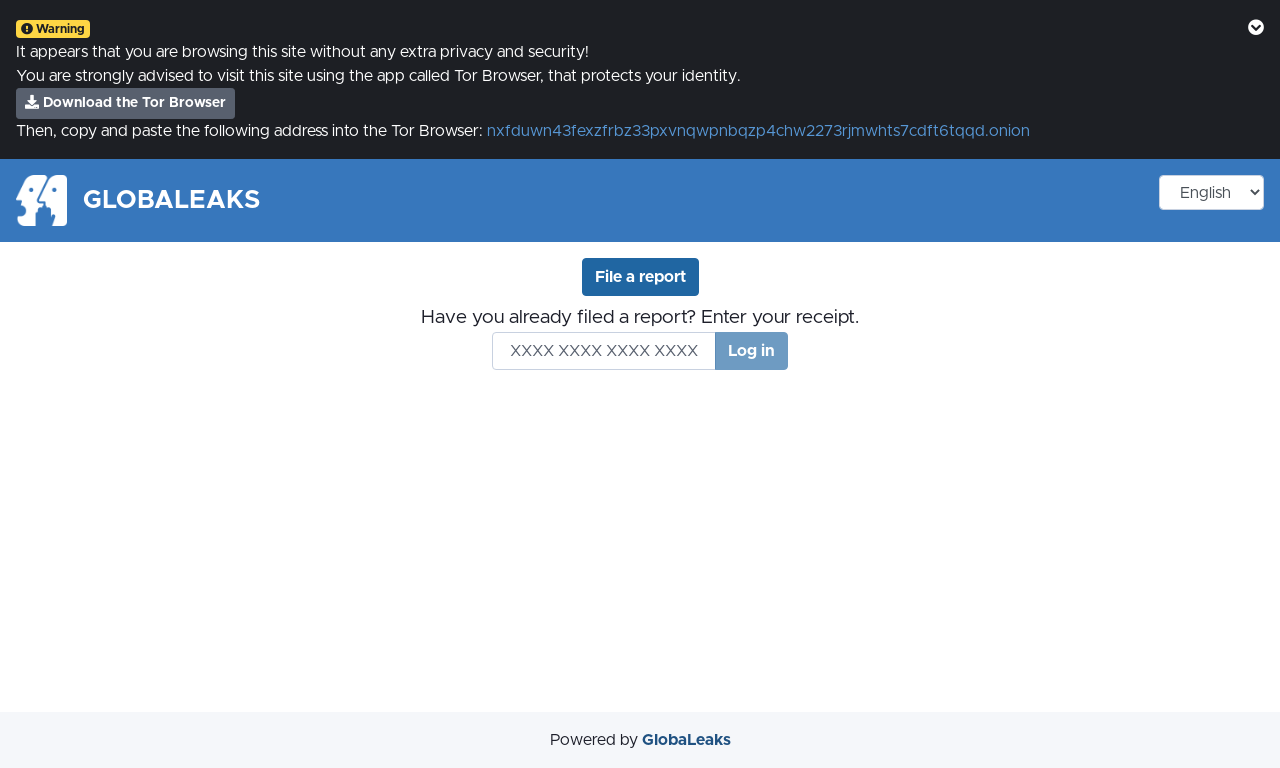 Warning
It appears that you are browsing this site without any extra privacy and security!
You are strongly advised to visit this site using the app called Tor Browser, that protects your identity.
Download the Tor Browser
Then, copy and paste the following address into the Tor Browser: nxfduwn43fexzfrbz33pxvnqwpnbqzp4chw2273rjmwhts7cdft6tqqd.onion
GLOBALEAKS
English
File a report
Have you already filed a report? Enter your receipt.
XXXX XXXX XXXX XXXX
Log in
Powered by GlobaLeaks